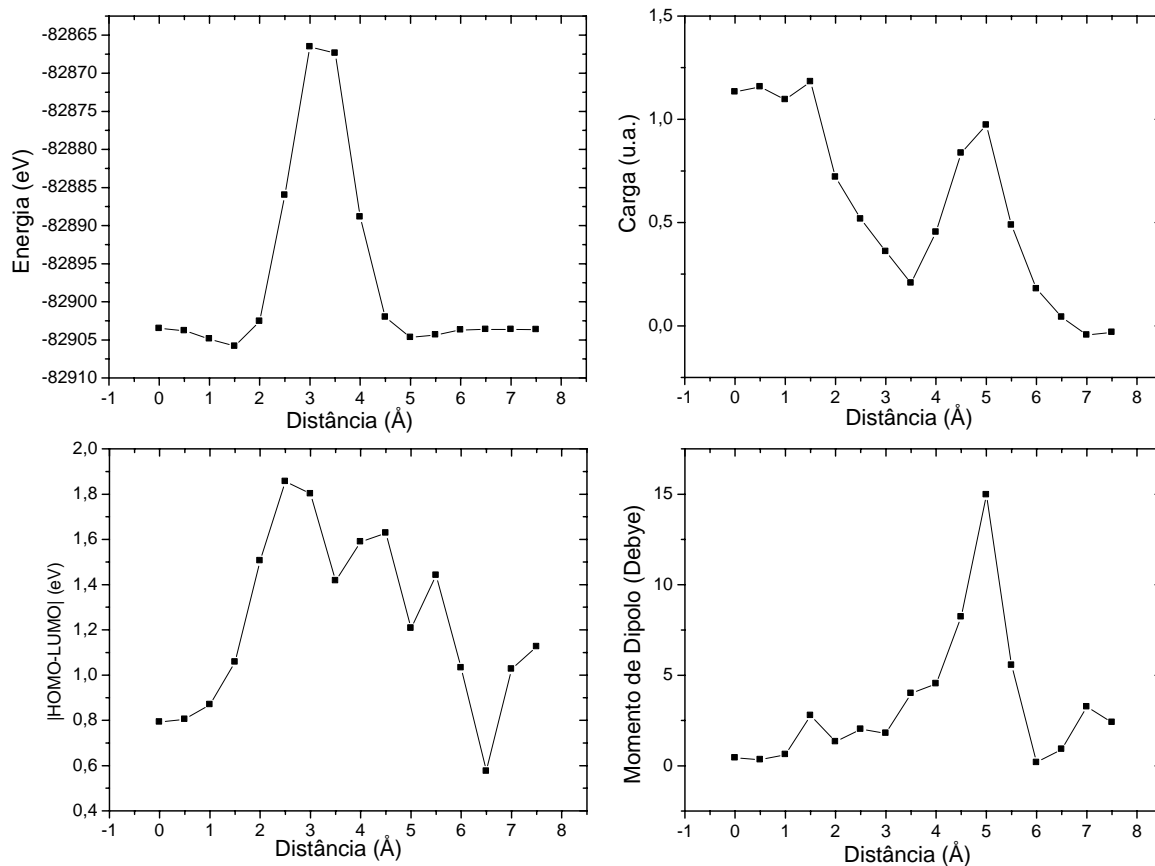 Energia (eV)
-82865
-82870
-82875
-82880
-82885
-82890
-82895
-82900
-82905
-82910
-1 0 1 2 3 4 5 6 7 8
Distância (Å)
Carga (u.a.)
1,5
1,0
0,5
0,0
-1 0 1 2 3 4 5 6 7 8
Distância (Å)
|HOMO-LUMO| (eV)
2,0
1,8
1,6
1,4
1,2
1,0
0,8
0,6
0,4
-1 0 1 2 3 4 5 6 7 8
Distância (Å)
Momento de Dipolo (Debye)
15
10
5
0
-1 0 1 2 3 4 5 6 7 8
Distância (Å)